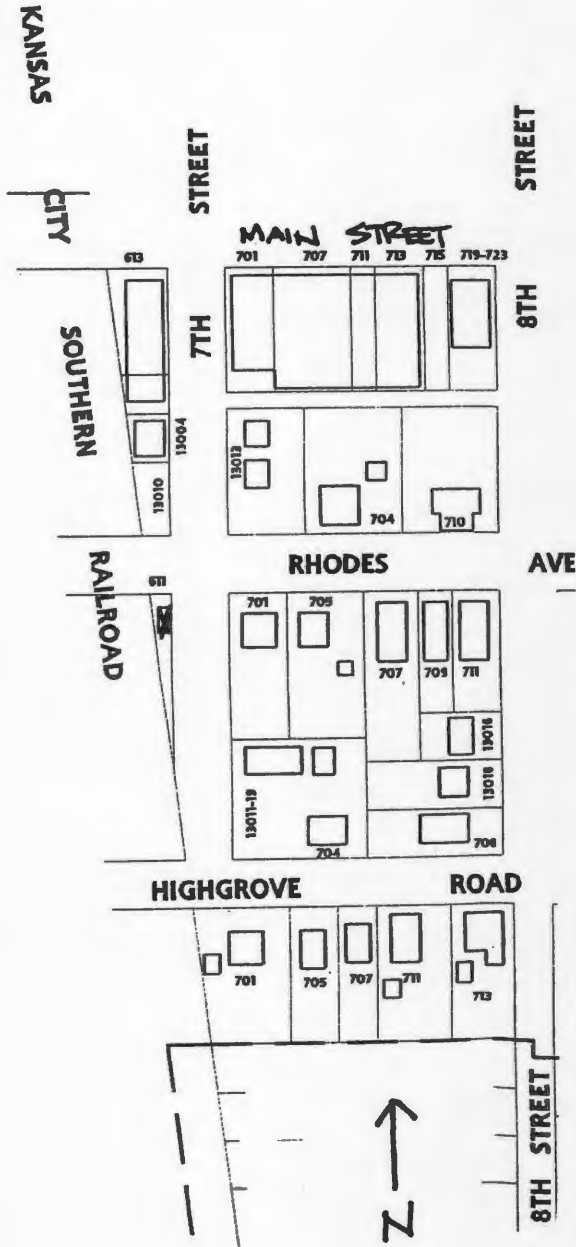 KANSAS
CITY
SOUTHERN
RAILROAD
STREET
7TH
STREET
8TH
MAIN STREET
613
701
707
711
713
715
719-723
13004
13010
13013
704
710
RHODES AVE
611
701
705
707
709
711
13016
13018
13011-19
704
708
HIGHGROVE ROAD
701
705
707
711
713
8TH STREET
N